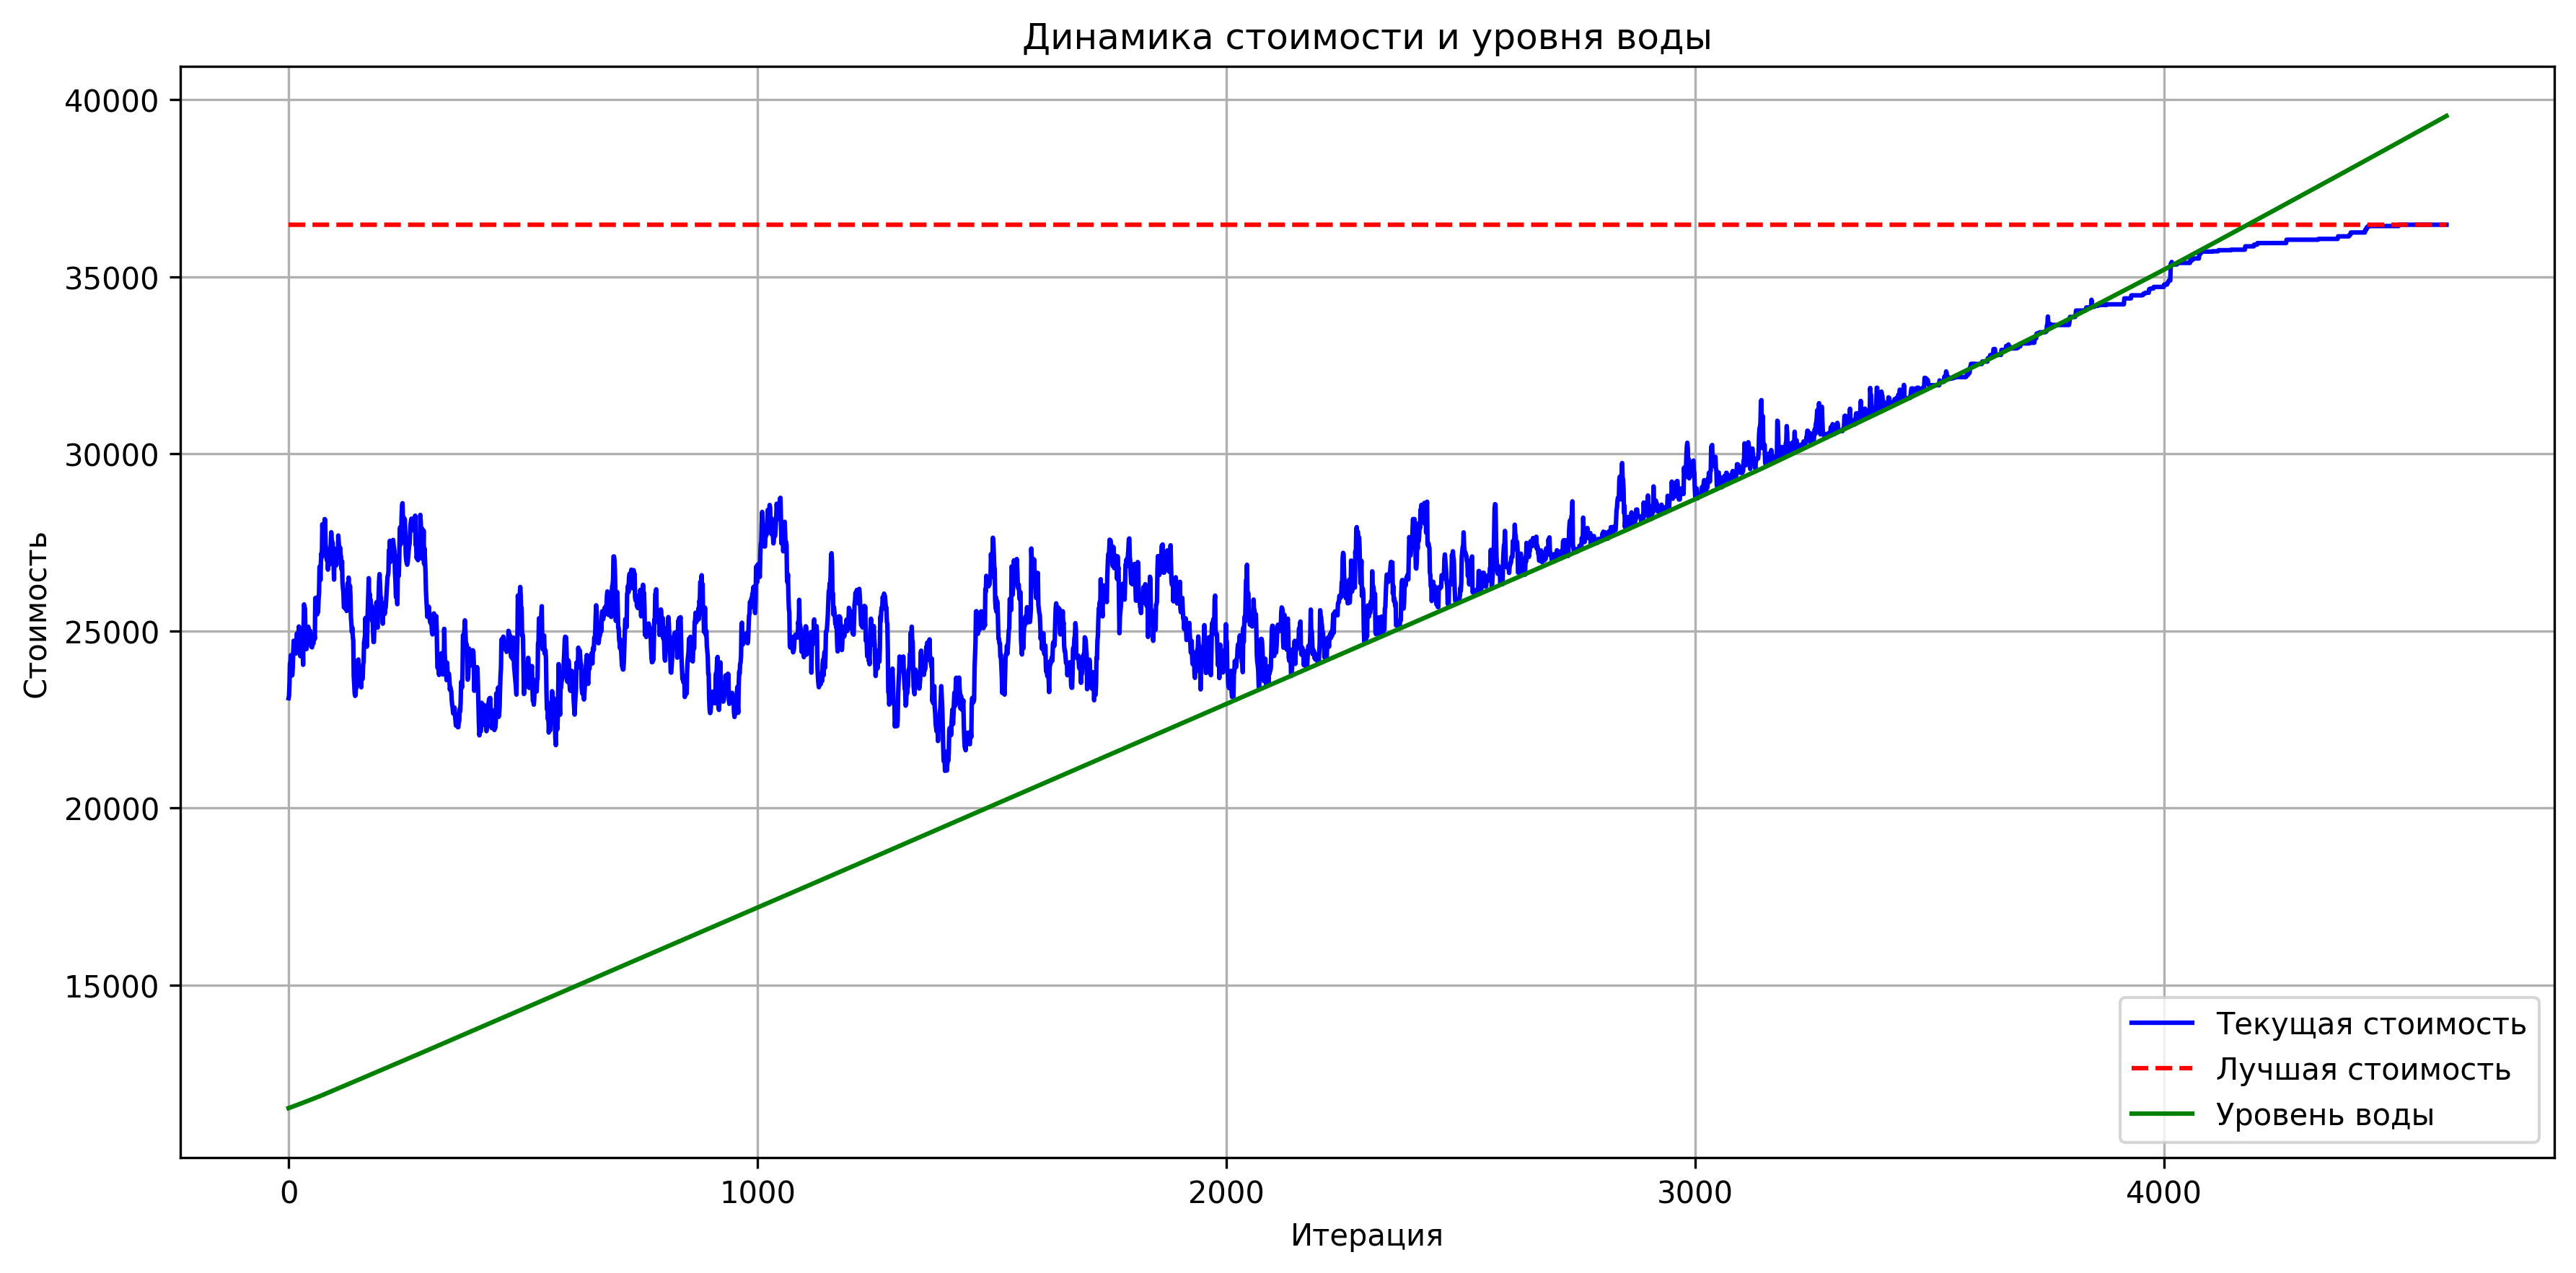 Динамика стоимости и уровня воды
40000
35000
30000
25000
20000
15000
Стоимость
0 1000 2000 3000 4000
Итерация
Текущая стоимость
Лучшая стоимость
Уровень воды